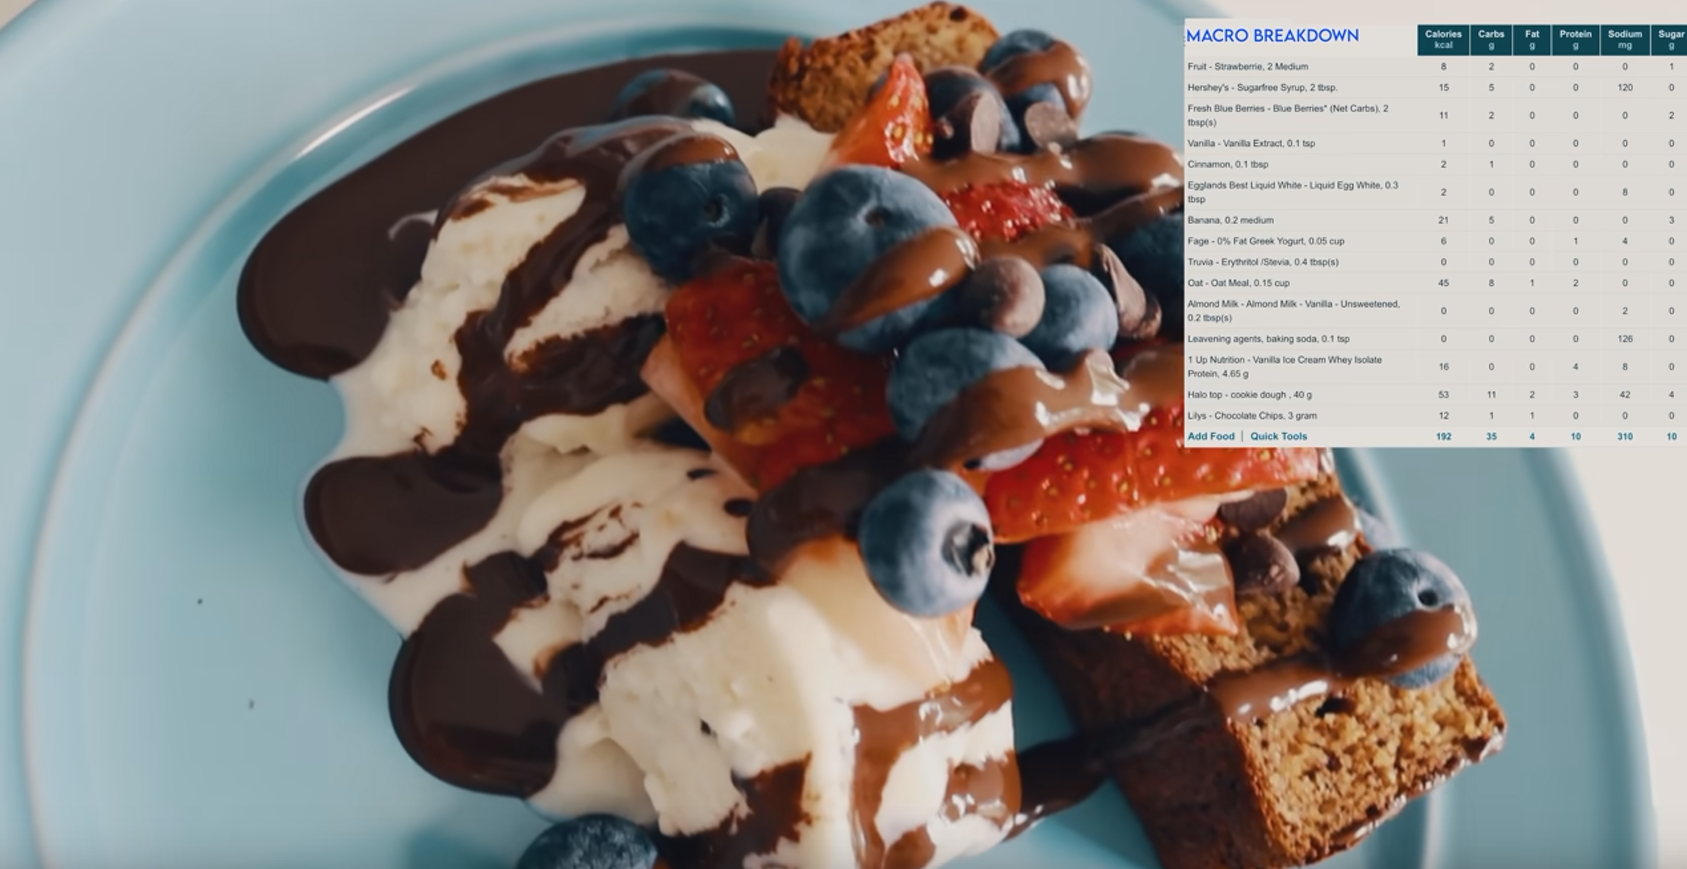 MACRO BREAKDOWN Calories Carbs Fat Protein Sodium Sugar
kcal g g g mg g
Fruit - Strawberrie, 2 Medium 8 2 0 0 0 1
Hershey's - Sugarfree Syrup, 2 tbsp. 15 5 0 0 120 0
Fresh Blue Berries - Blue Berries* (Net Carbs), 2
tbsp(s) 11 2 0 0 0 2
Vanilla - Vanilla Extract, 0.1 tsp 1 0 0 0 0 0
Cinnamon, 0.1 tbsp 2 1 0 0 0 0
Egglands Best Liquid White - Liquid Egg White, 0.3
tbsp 2 0 0 0 8 0
Banana, 0.2 medium 21 5 0 0 0 3
Fage - 0% Fat Greek Yogurt, 0.05 cup 6 0 0 1 4 0
Truvia - Erythritol /Stevia, 0.4 tbsp(s) 0 0 0 0 0 0
Oat - Oat Meal, 0.15 cup 45 8 1 2 0 0
Almond Milk - Almond Milk - Vanilla - Unsweetened,
0.2 tbsp(s) 0 0 0 0 2 0
Leavening agents, baking soda, 0.1 tsp 0 0 0 0 126 0
1 Up Nutrition - Vanilla Ice Cream Whey Isolate
Protein, 4.65 g 16 0 0 4 8 0
Halo top - cookie dough , 40 g 53 11 2 3 42 4
Lilys - Chocolate Chips, 3 gram 12 1 1 0 0 0
Add Food | Quick Tools 192 35 4 10 310 10